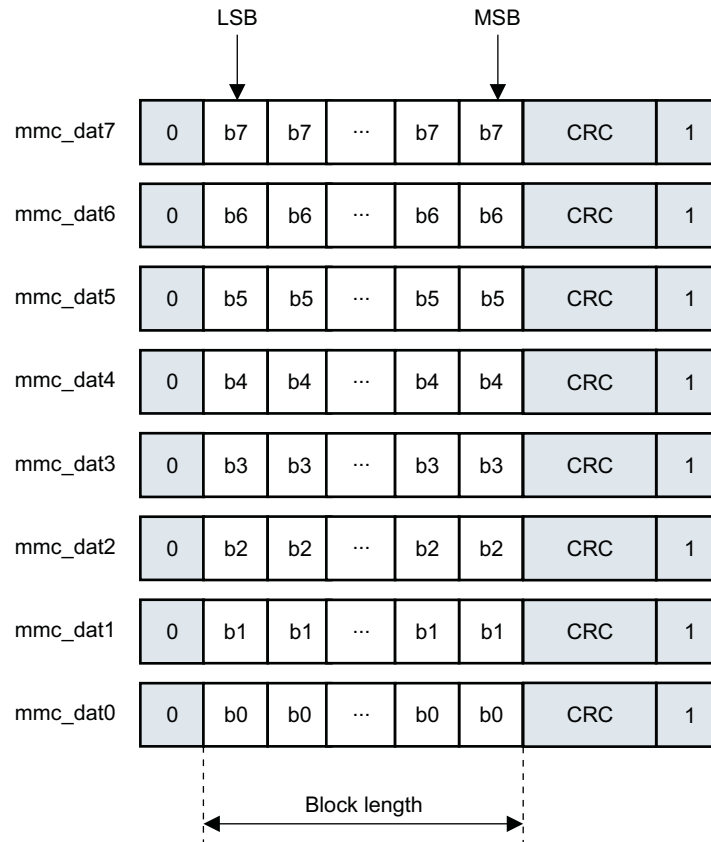 LSB MSB
mmc_dat7 0 b7 b7 ... b7 b7 CRC 1
mmc_dat6 0 b6 b6 ... b6 b6 CRC 1
mmc_dat5 0 b5 b5 ... b5 b5 CRC 1
mmc_dat4 0 b4 b4 ... b4 b4 CRC 1
mmc_dat3 0 b3 b3 ... b3 b3 CRC 1
mmc_dat2 0 b2 b2 ... b2 b2 CRC 1
mmc_dat1 0 b1 b1 ... b1 b1 CRC 1
mmc_dat0 0 b0 b0 ... b0 b0 CRC 1
Block length